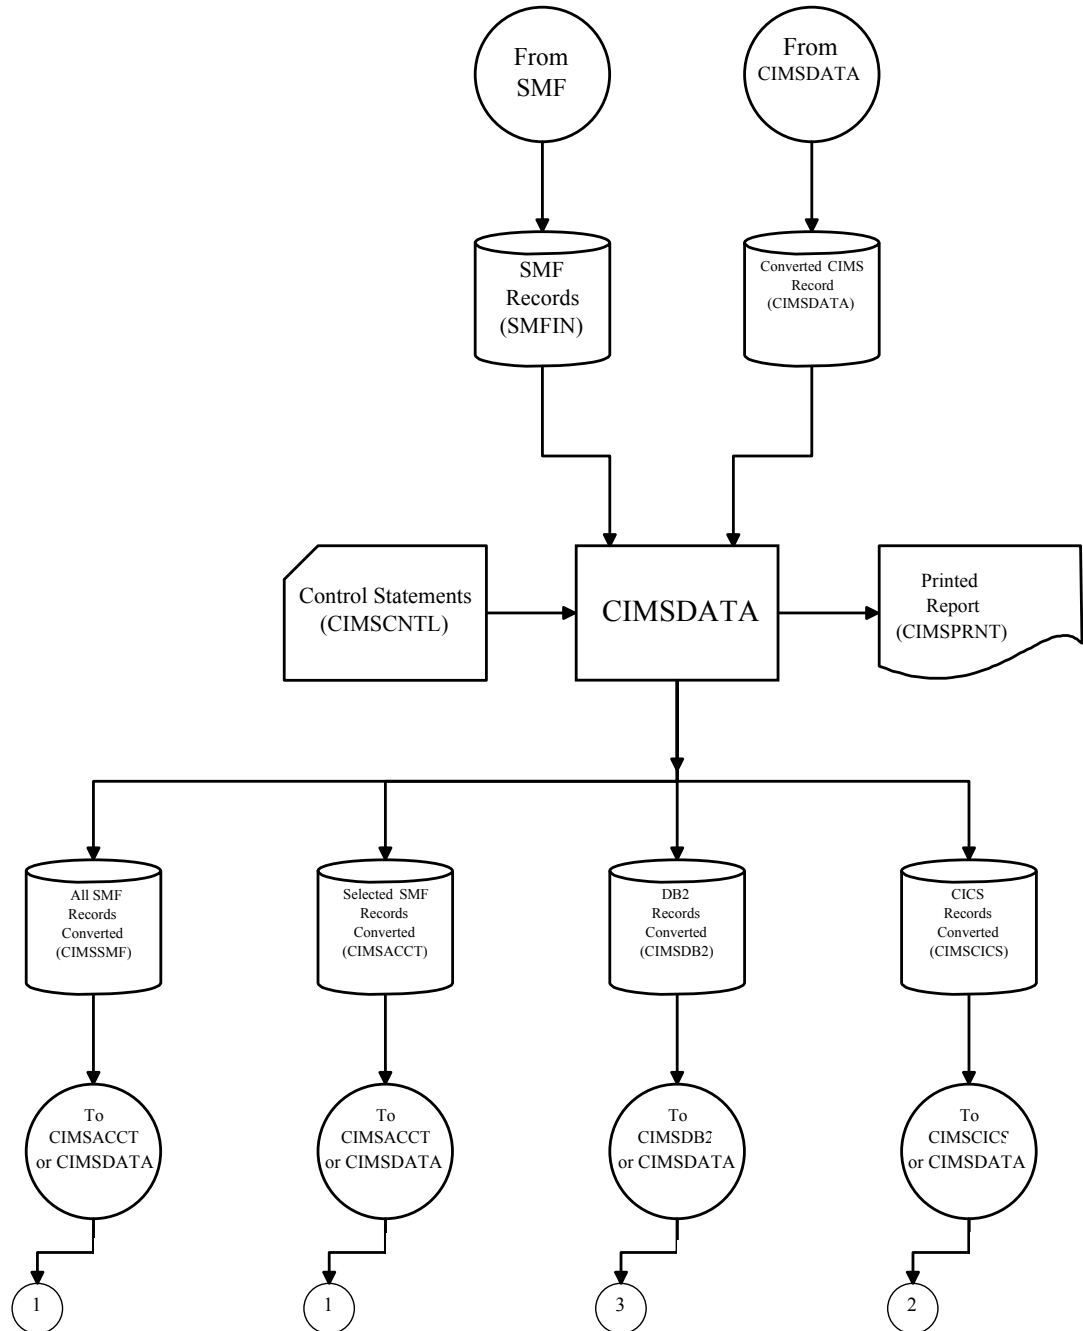 From
SMF
From
CIMSDATA
SMF
Records
(SMFIN)
Converted CIMS
Record
(CIMSDATA)
Control Statements
(CIMSCNTL)
CIMSDATA
Printed
Report
(CIMSPRNT)
All SMF
Records
Converted
(CIMSSMF)
Selected SMF
Records
Converted
(CIMSACCT)
DB2
Records
Converted
(CIMSDB2)
CICS
Records
Converted
(CIMSCICS)
To
CIMSACCT
or CIMSDATA
To
CIMSACCT
or CIMSDATA
To
CIMSDB2
or CIMSDATA
To
CIMSCICS
or CIMSDATA
1
1
3
2